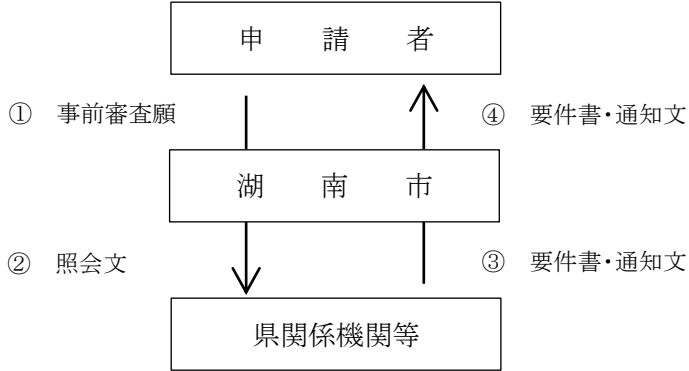 申請者
① 事前審査願
④ 要件書・通知文
湖南市
② 照会文
③ 要件書・通知文
県関係機関等